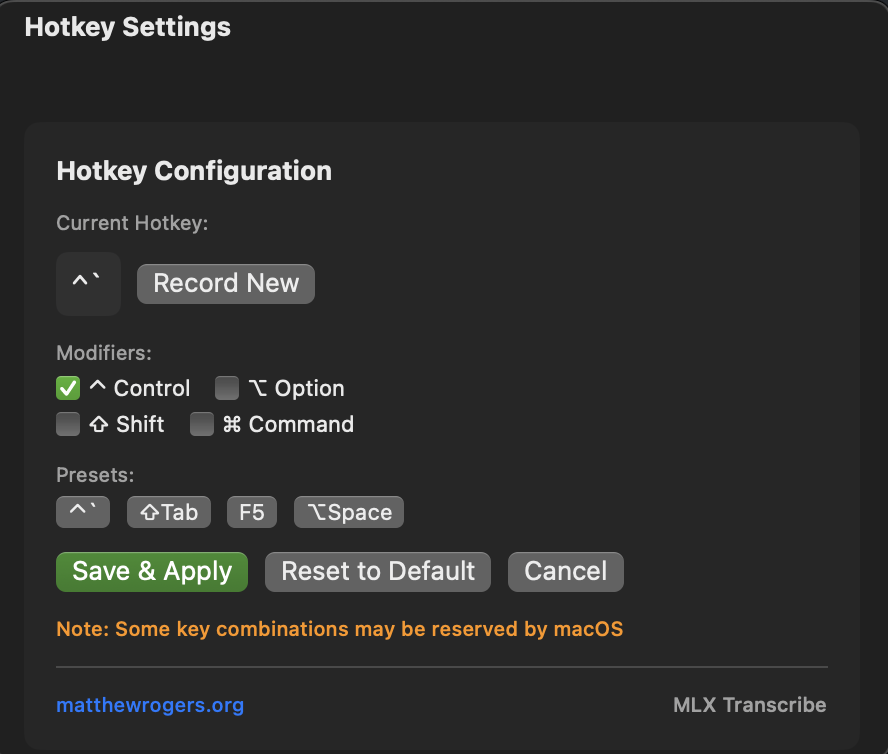 Hotkey Settings
Hotkey Configuration
Current Hotkey:
^` Record New
Modifiers:
^ Control ⌥ Option
⇧ Shift ⌘ Command
Presets:
^` ⇧Tab F5 ⌥Space
Save & Apply Reset to Default Cancel
Note: Some key combinations may be reserved by macOS
matthewrogers.org MLX Transcribe